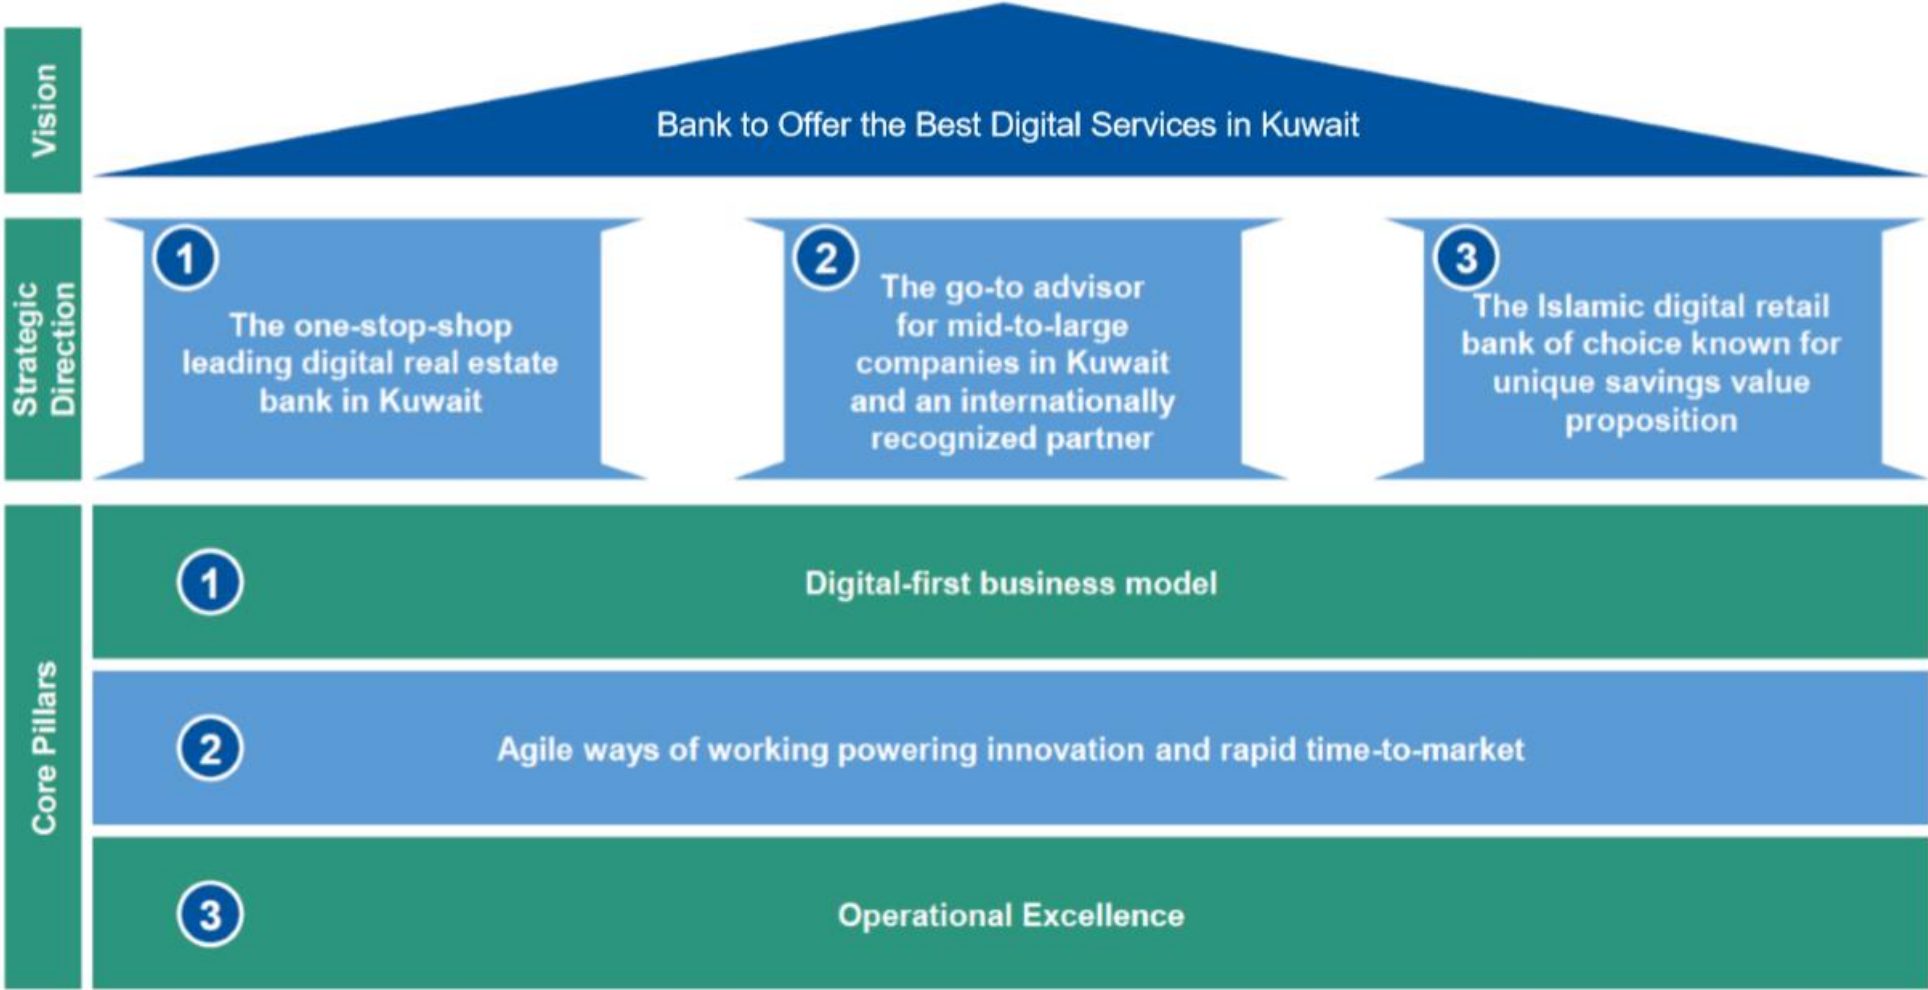 Vision
Bank to Offer the Best Digital Services in Kuwait
Strategic
Direction
1
The one-stop-shop
leading digital real estate
bank in Kuwait
2
The go-to advisor
for mid-to-large
companies in Kuwait
and an internationally
recognized partner
3
The Islamic digital retail
bank of choice known for
unique savings value
proposition
Core Pillars
1
Digital-first business model
2
Agile ways of working powering innovation and rapid time-to-market
3
Operational Excellence